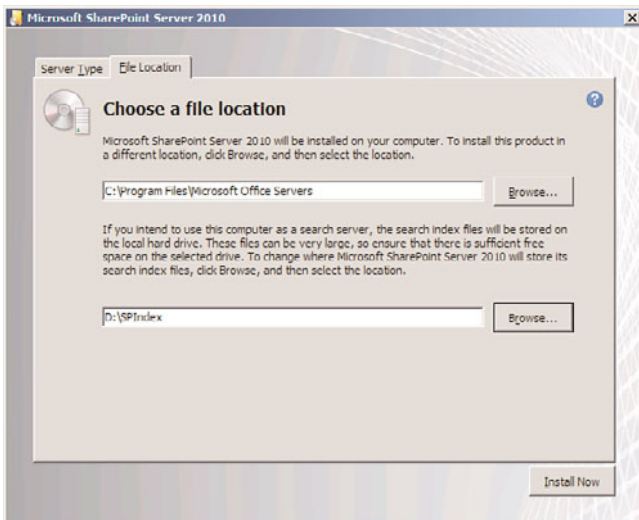 Microsoft SharePoint Server 2010
Server Type
File Location
Choose a file location
Microsoft SharePoint Server 2010 will be installed on your computer. To install this product in
a different location, click Browse, and then select the location.
C:\Program Files\Microsoft Office Servers
Browse...
If you intend to use this computer as a search server, the search index files will be stored on
the local hard drive. These files can be very large, so ensure that there is sufficient free
space on the selected drive. To change where Microsoft SharePoint Server 2010 will store its
search index files, click Browse, and then select the location.
D:\SPIndex
Browse...
Install Now